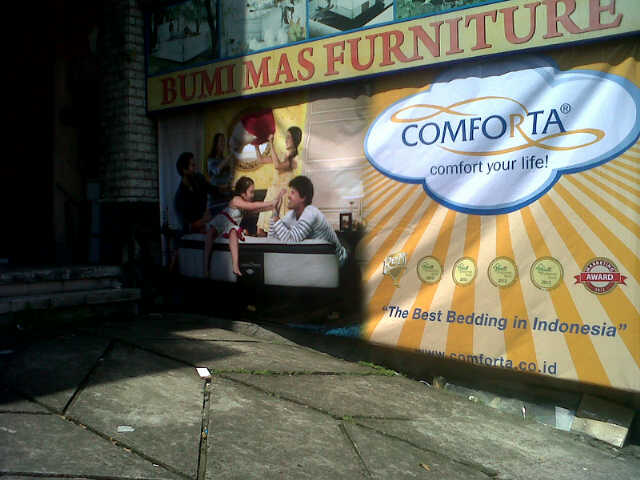 BUMI MAS FURNITURE
COMFORTA®
comfort your life!
AWARD
"The Best Bedding in Indonesia"
www.comforta.co.id